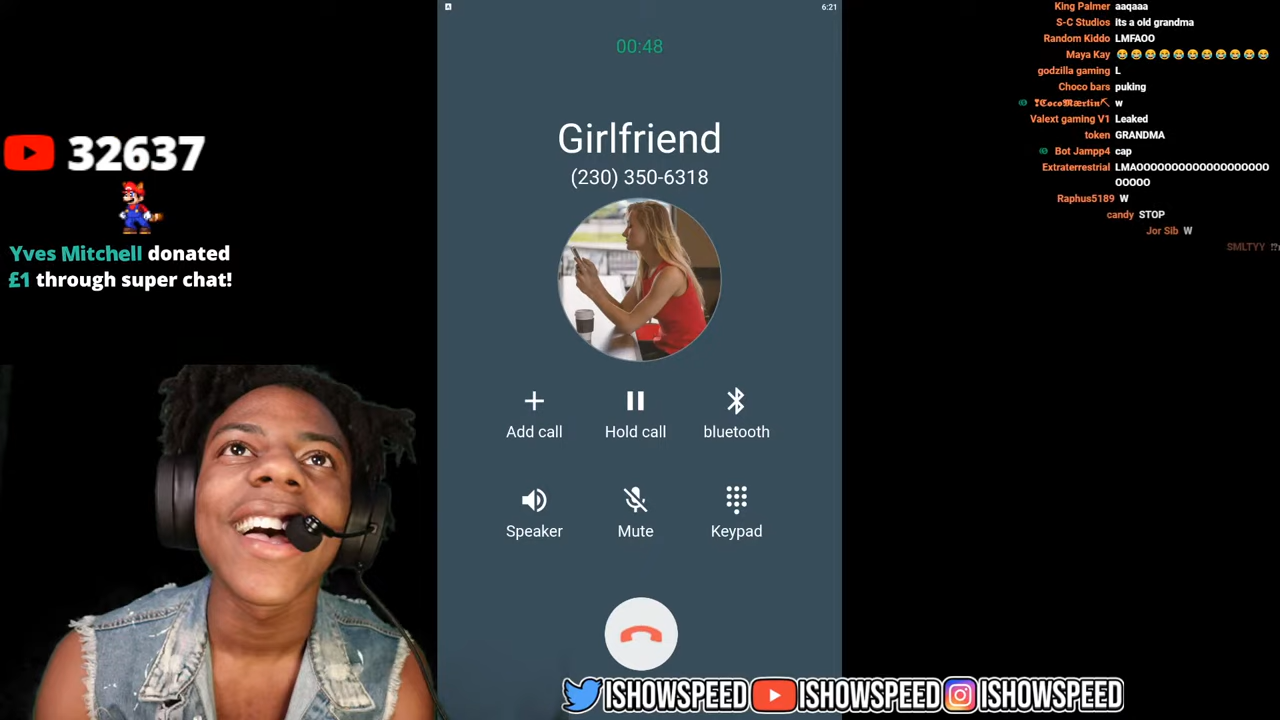 32637
Yves Mitchell donated
£1 through super chat!
6:21
00:48
Girlfriend
(230) 350-6318
Add call
Hold call
bluetooth
Speaker
Mute
Keypad
King Palmer aaqaaa
S-C Studios its a old grandma
Random Kiddo LMFAOO
Maya Kay 😂😂😂😂😂😂😂😂😂😂😂
godzilla gaming L
Choco bars puking
w
Valext gaming V1 Leaked
token GRANDMA
Bot Jampp4 cap
Extraterrestrial LMAOOOOOOOOOOOOOOOOOO
OOOOO
Raphus5189 W
candy STOP
Jor Sib W
SMLTYY
ISHOWSPEED ISHOWSPEED ISHOWSPEED